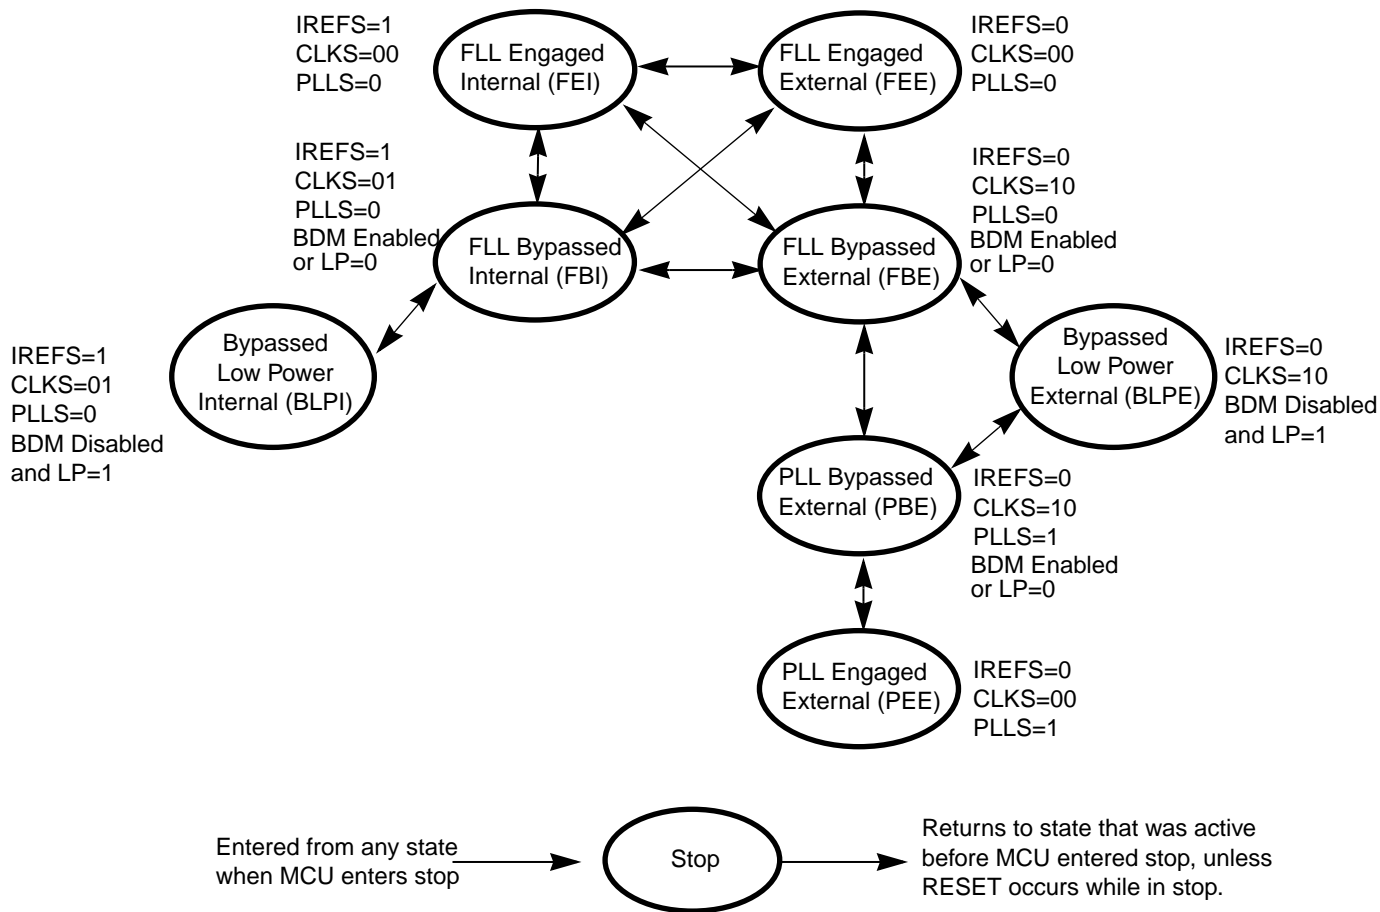 IREFS=1
CLKS=00
PLLS=0
FLL Engaged
Internal (FEI)
FLL Engaged
External (FEE)
IREFS=0
CLKS=00
PLLS=0
IREFS=1
CLKS=01
PLLS=0
BDM Enabled
or LP=0
FLL Bypassed
Internal (FBI)
FLL Bypassed
External (FBE)
IREFS=0
CLKS=10
PLLS=0
BDM Enabled
or LP=0
IREFS=1
CLKS=01
PLLS=0
BDM Disabled
and LP=1
Bypassed
Low Power
Internal (BLPI)
Bypassed
Low Power
External (BLPE)
IREFS=0
CLKS=10
BDM Disabled
and LP=1
PLL Bypassed
External (PBE)
IREFS=0
CLKS=10
PLLS=1
BDM Enabled
or LP=0
PLL Engaged
External (PEE)
IREFS=0
CLKS=00
PLLS=1
Entered from any state
when MCU enters stop
Stop
Returns to state that was active
before MCU entered stop, unless
RESET occurs while in stop.